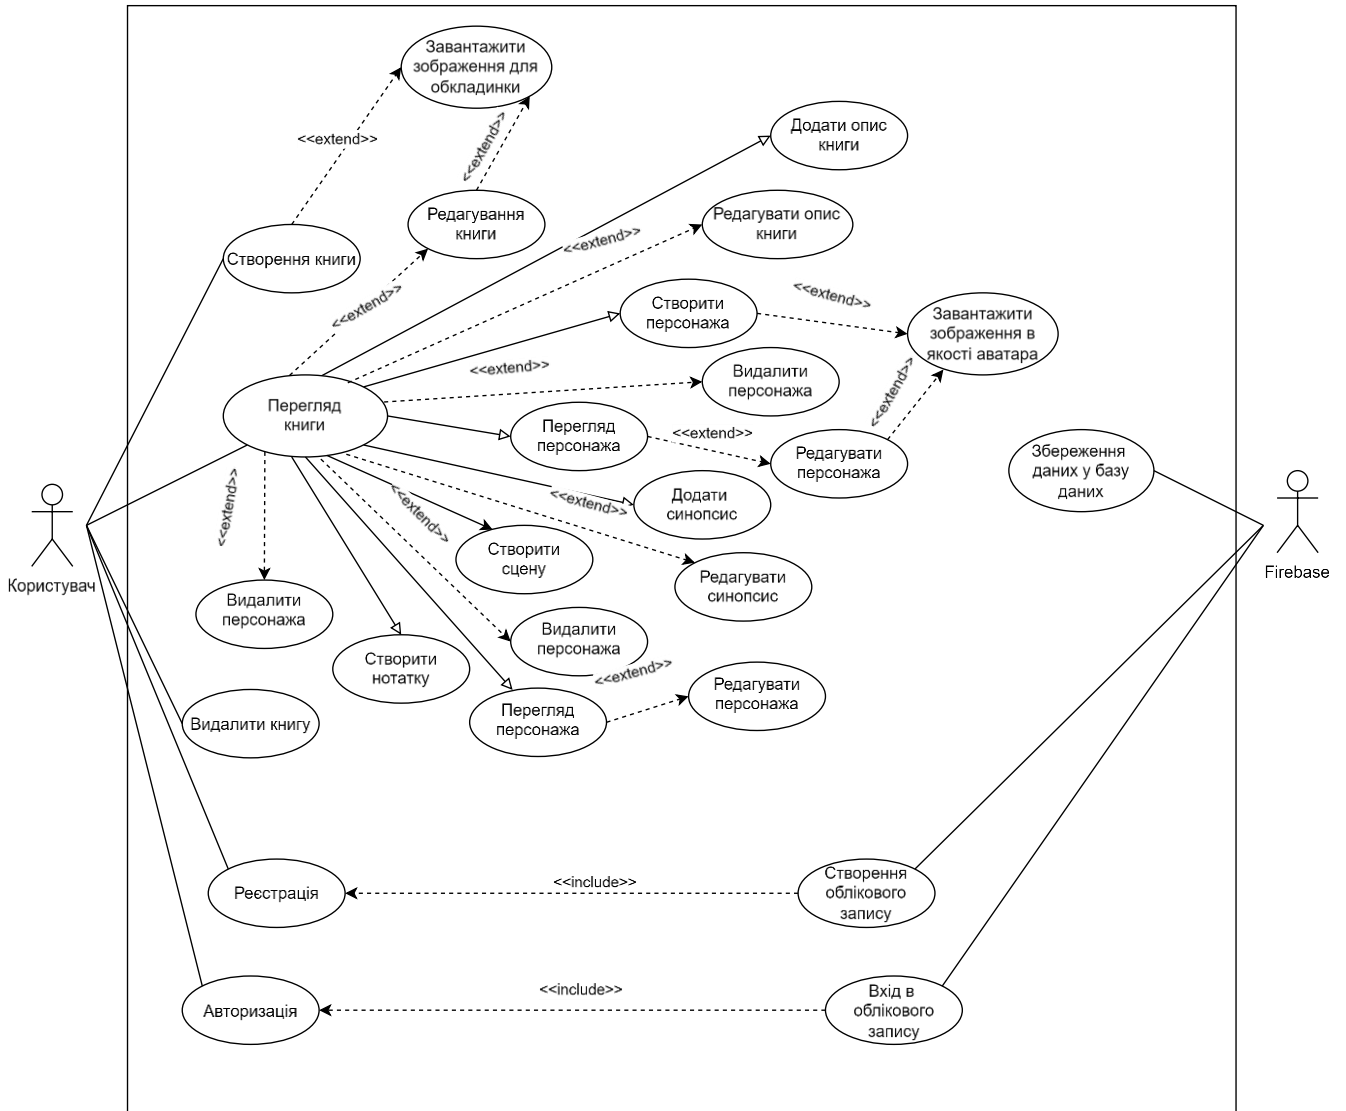 Завантажити
зображення для
обкладинки
<<extend>>
<<extend>>
Додати опис
книги
Редагування
книги
Редагувати опис
книги
<<extend>>
Створення книги
<<extend>>
<<extend>>
Створити
персонажа
Завантажити
зображення в
якості аватара
<<extend>>
Видалити
персонажа
<<extend>>
Перегляд
книги
Перегляд
персонажа
<<extend>>
Редагувати
персонажа
Збереження
даних у базу
даних
<<extend>>
<<extend>>
<<extend>>
Додати
синопсис
Створити
сцену
Редагувати
синопсис
Користувач
Firebase
Видалити
персонажа
Видалити
персонажа
Створити
нотатку
<<extend>>
Перегляд
персонажа
Редагувати
персонажа
Видалити книгу
Реєстрація
<<include>>
Створення
облікового
запису
Авторизація
<<include>>
Вхід в
облікового
запису